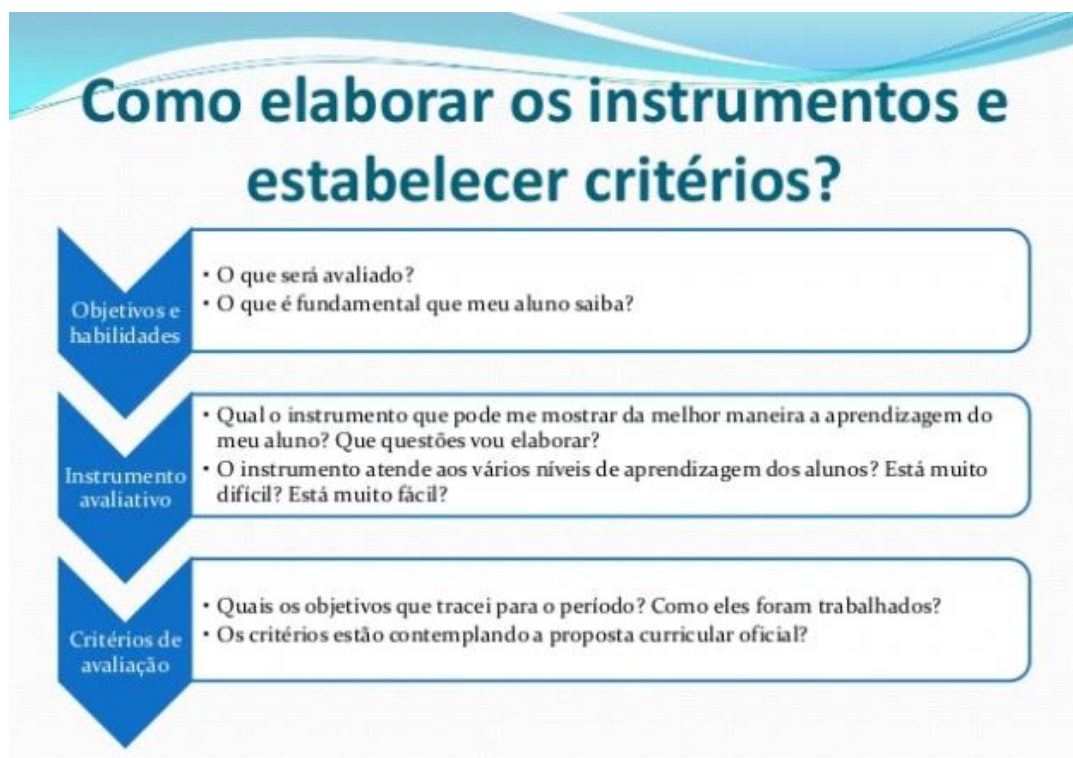 Como elaborar os instrumentos e
estabelecer critérios?
Objetivos e
habilidades
• O que será avaliado?
• O que é fundamental que meu aluno saiba?
Instrumento
avaliativo
• Qual o instrumento que pode me mostrar da melhor maneira a aprendizagem do
meu aluno? Que questões vou elaborar?
• O instrumento atende aos vários níveis de aprendizagem dos alunos? Está muito
difícil? Está muito fácil?
Critérios de
avaliação
• Quais os objetivos que tracei para o período? Como eles foram trabalhados?
• Os critérios estão contemplando a proposta curricular oficial?